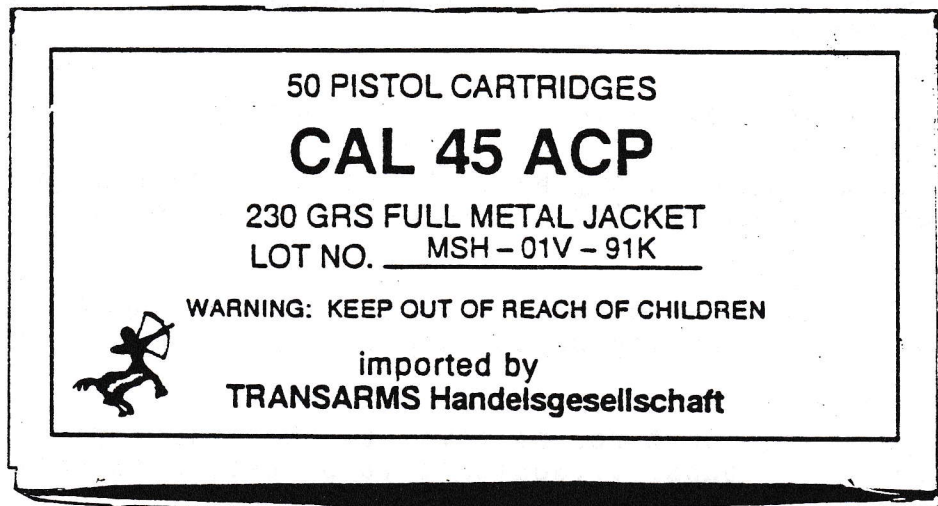 50 PISTOL CARTRIDGES
CAL 45 ACP
230 GRS FULL METAL JACKET
LOT NO. MSH – 01V – 91K
WARNING: KEEP OUT OF REACH OF CHILDREN
imported by
TRANSARMS Handelsgesellschaft